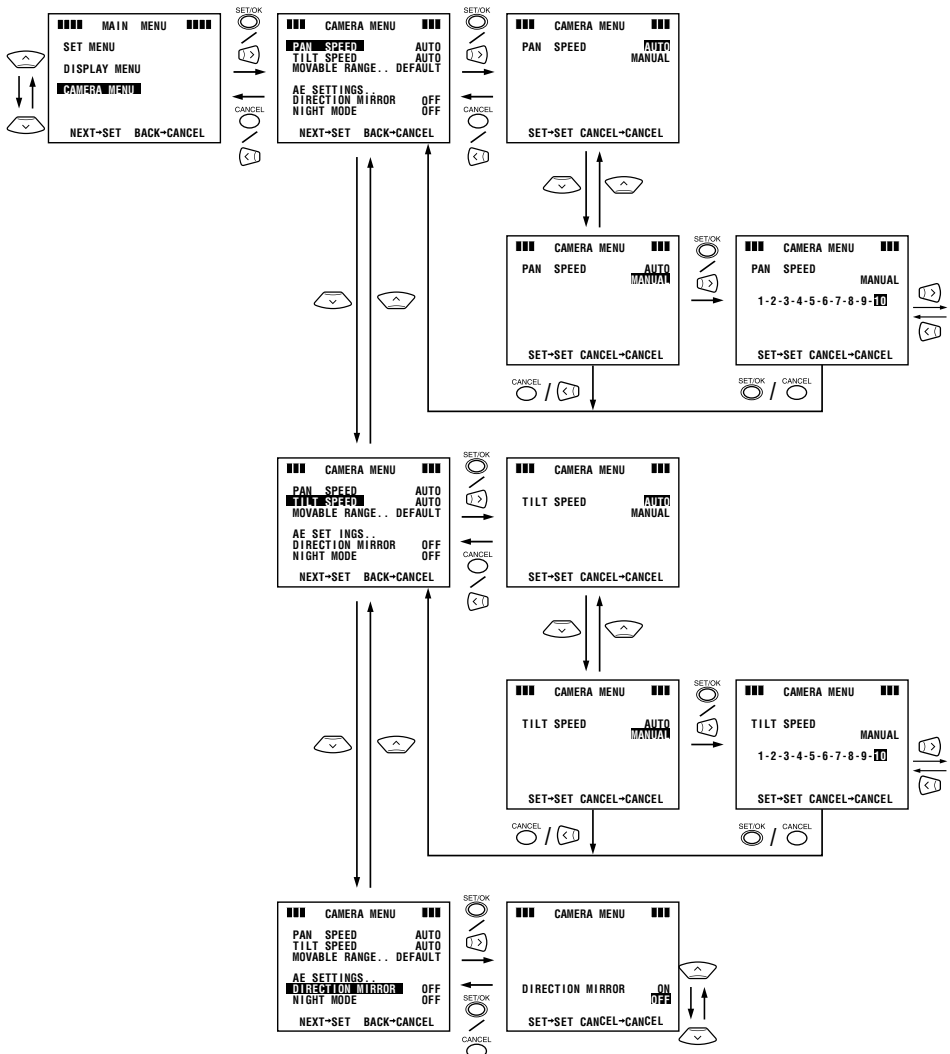 MAIN MENU
SET MENU
DISPLAY MENU
CAMERA MENU
NEXT→SET BACK→CANCEL
SET/OK
CANCEL
CAMERA MENU
PAN SPEED AUTO
TILT SPEED AUTO
MOVABLE RANGE.. DEFAULT
AE SETTINGS..
DIRECTION MIRROR OFF
NIGHT MODE OFF
NEXT→SET BACK→CANCEL
SET/OK
CANCEL
CAMERA MENU
PAN SPEED AUTO
MANUAL
SET→SET CANCEL→CANCEL
CAMERA MENU
PAN SPEED AUTO
MANUAL
SET→SET CANCEL→CANCEL
SET/OK
CAMERA MENU
PAN SPEED
MANUAL
1-2-3-4-5-6-7-8-9-10
SET→SET CANCEL→CANCEL
CANCEL /
SET/OK / CANCEL
CAMERA MENU
PAN SPEED AUTO
TILT SPEED AUTO
MOVABLE RANGE.. DEFAULT
AE SET INGS..
DIRECTION MIRROR OFF
NIGHT MODE OFF
NEXT→SET BACK→CANCEL
SET/OK
CANCEL
CAMERA MENU
TILT SPEED AUTO
MANUAL
SET→SET CANCEL→CANCEL
CAMERA MENU
TILT SPEED AUTO
MANUAL
SET→SET CANCEL→CANCEL
SET/OK
CAMERA MENU
TILT SPEED
MANUAL
1-2-3-4-5-6-7-8-9-10
SET→SET CANCEL→CANCEL
CANCEL /
SET/OK / CANCEL
CAMERA MENU
PAN SPEED AUTO
TILT SPEED AUTO
MOVABLE RANGE.. DEFAULT
AE SETTINGS..
DIRECTION MIRROR OFF
NIGHT MODE OFF
NEXT→SET BACK→CANCEL
SET/OK
SET/OK
CANCEL
CAMERA MENU
DIRECTION MIRROR ON
OFF
SET→SET CANCEL→CANCEL